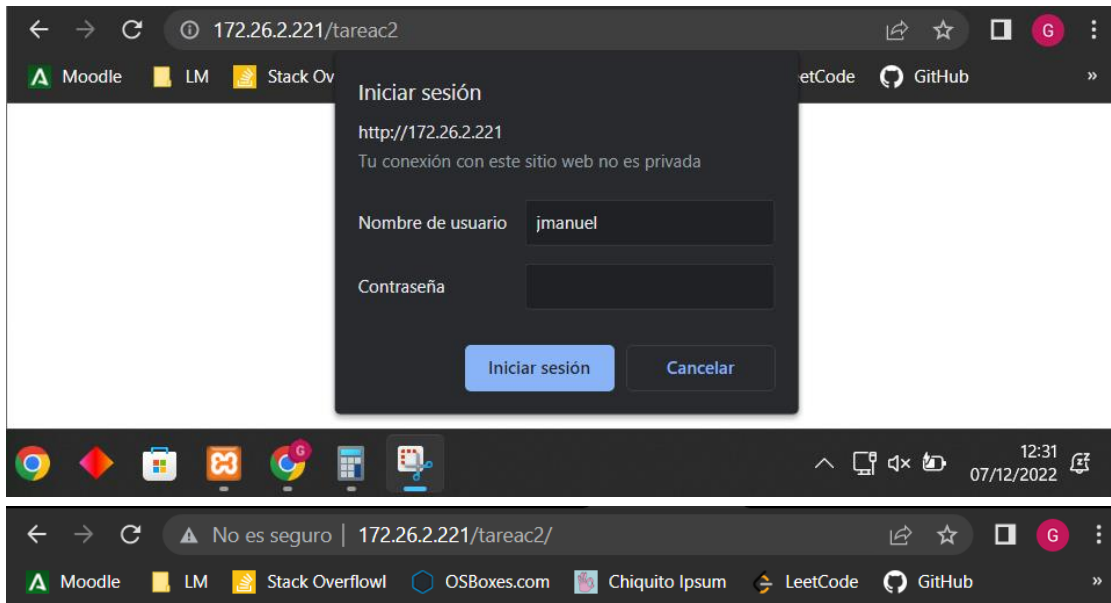 172.26.2.221/tareac2
G
Moodle LM Stack Ov etCode GitHub »
Iniciar sesión
http://172.26.2.221
Tu conexión con este sitio web no es privada
Nombre de usuario jmanuel
Contraseña
Iniciar sesión Cancelar
G
12:31
07/12/2022
No es seguro | 172.26.2.221/tareac2/
G
Moodle LM Stack Overflowl OSBoxes.com Chiquito Ipsum LeetCode GitHub »